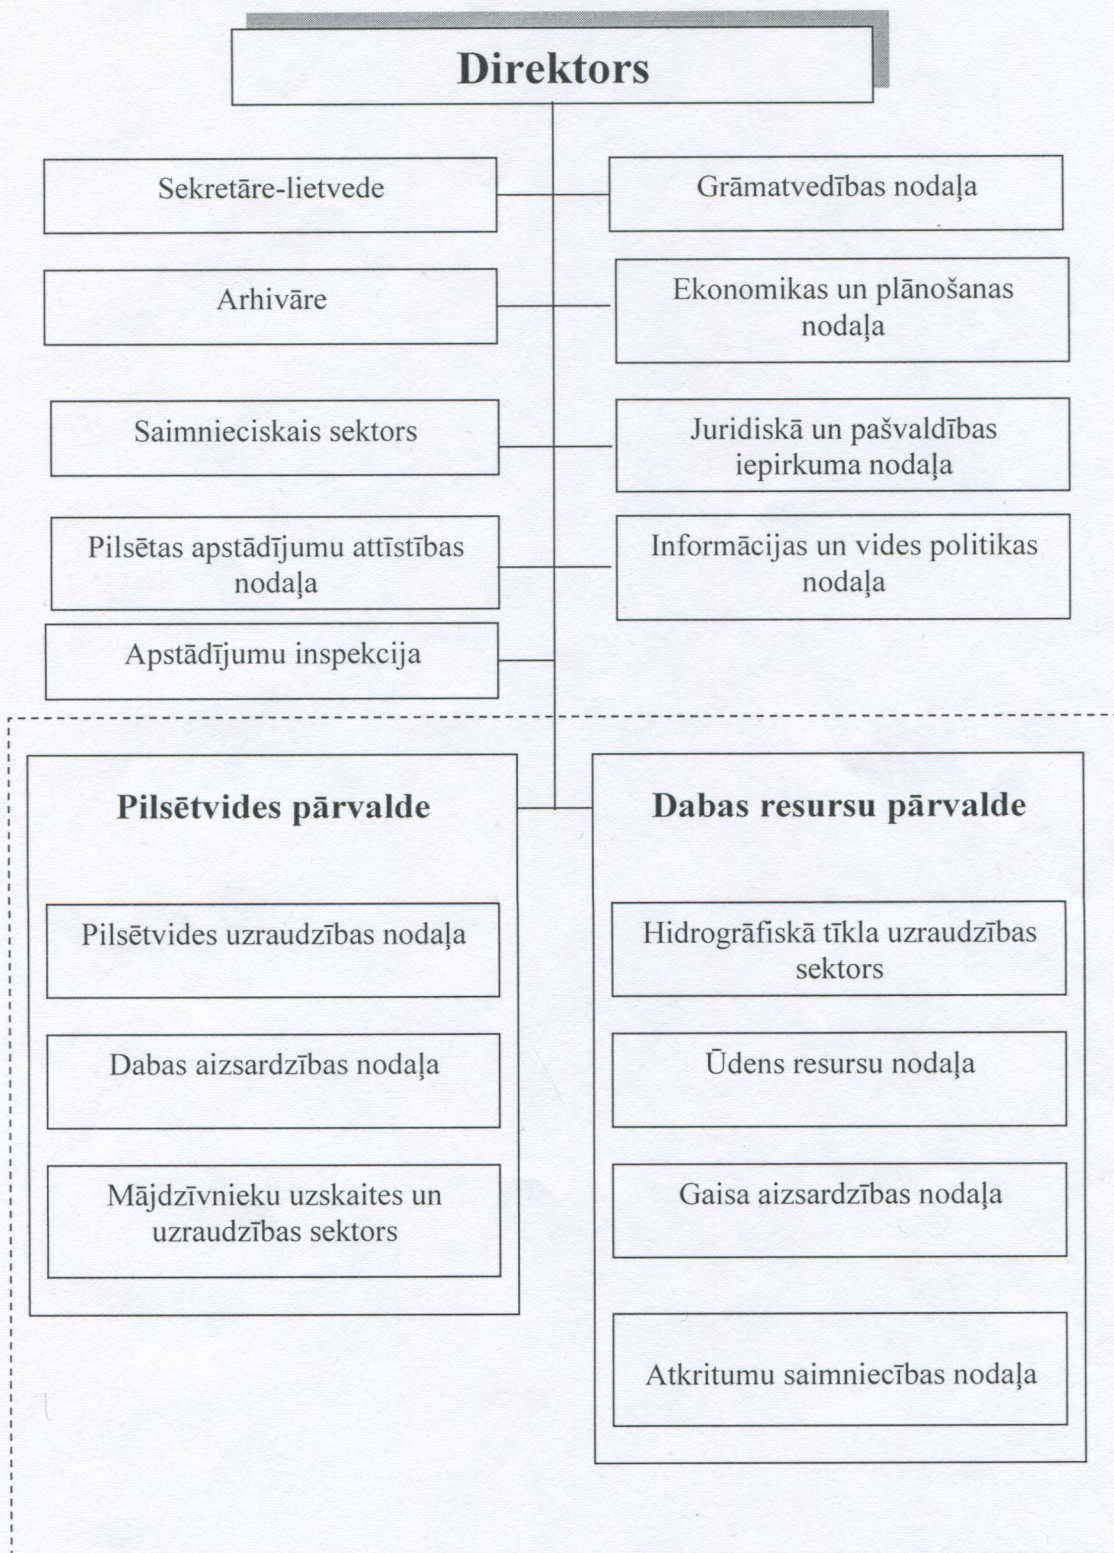 Direktors
Sekretāre-lietvede
Grāmatvedības nodaļa
Arhivāre
Ekonomikas un plānošanas
nodaļa
Saimnieciskais sektors
Juridiskā un pašvaldības
iepirkuma nodaļa
Pilsētas apstādījumu attīstības
nodaļa
Informācijas un vides politikas
nodaļa
Apstādījumu inspekcija
Pilsētvides pārvalde
Pilsētvides uzraudzības nodaļa
Dabas aizsardzības nodaļa
Mājdzīvnieku uzskaites un
uzraudzības sektors
Dabas resursu pārvalde
Hidrogrāfiskā tīkla uzraudzības
sektors
Ūdens resursu nodaļa
Gaisa aizsardzības nodaļa
Atkritumu saimniecības nodaļa